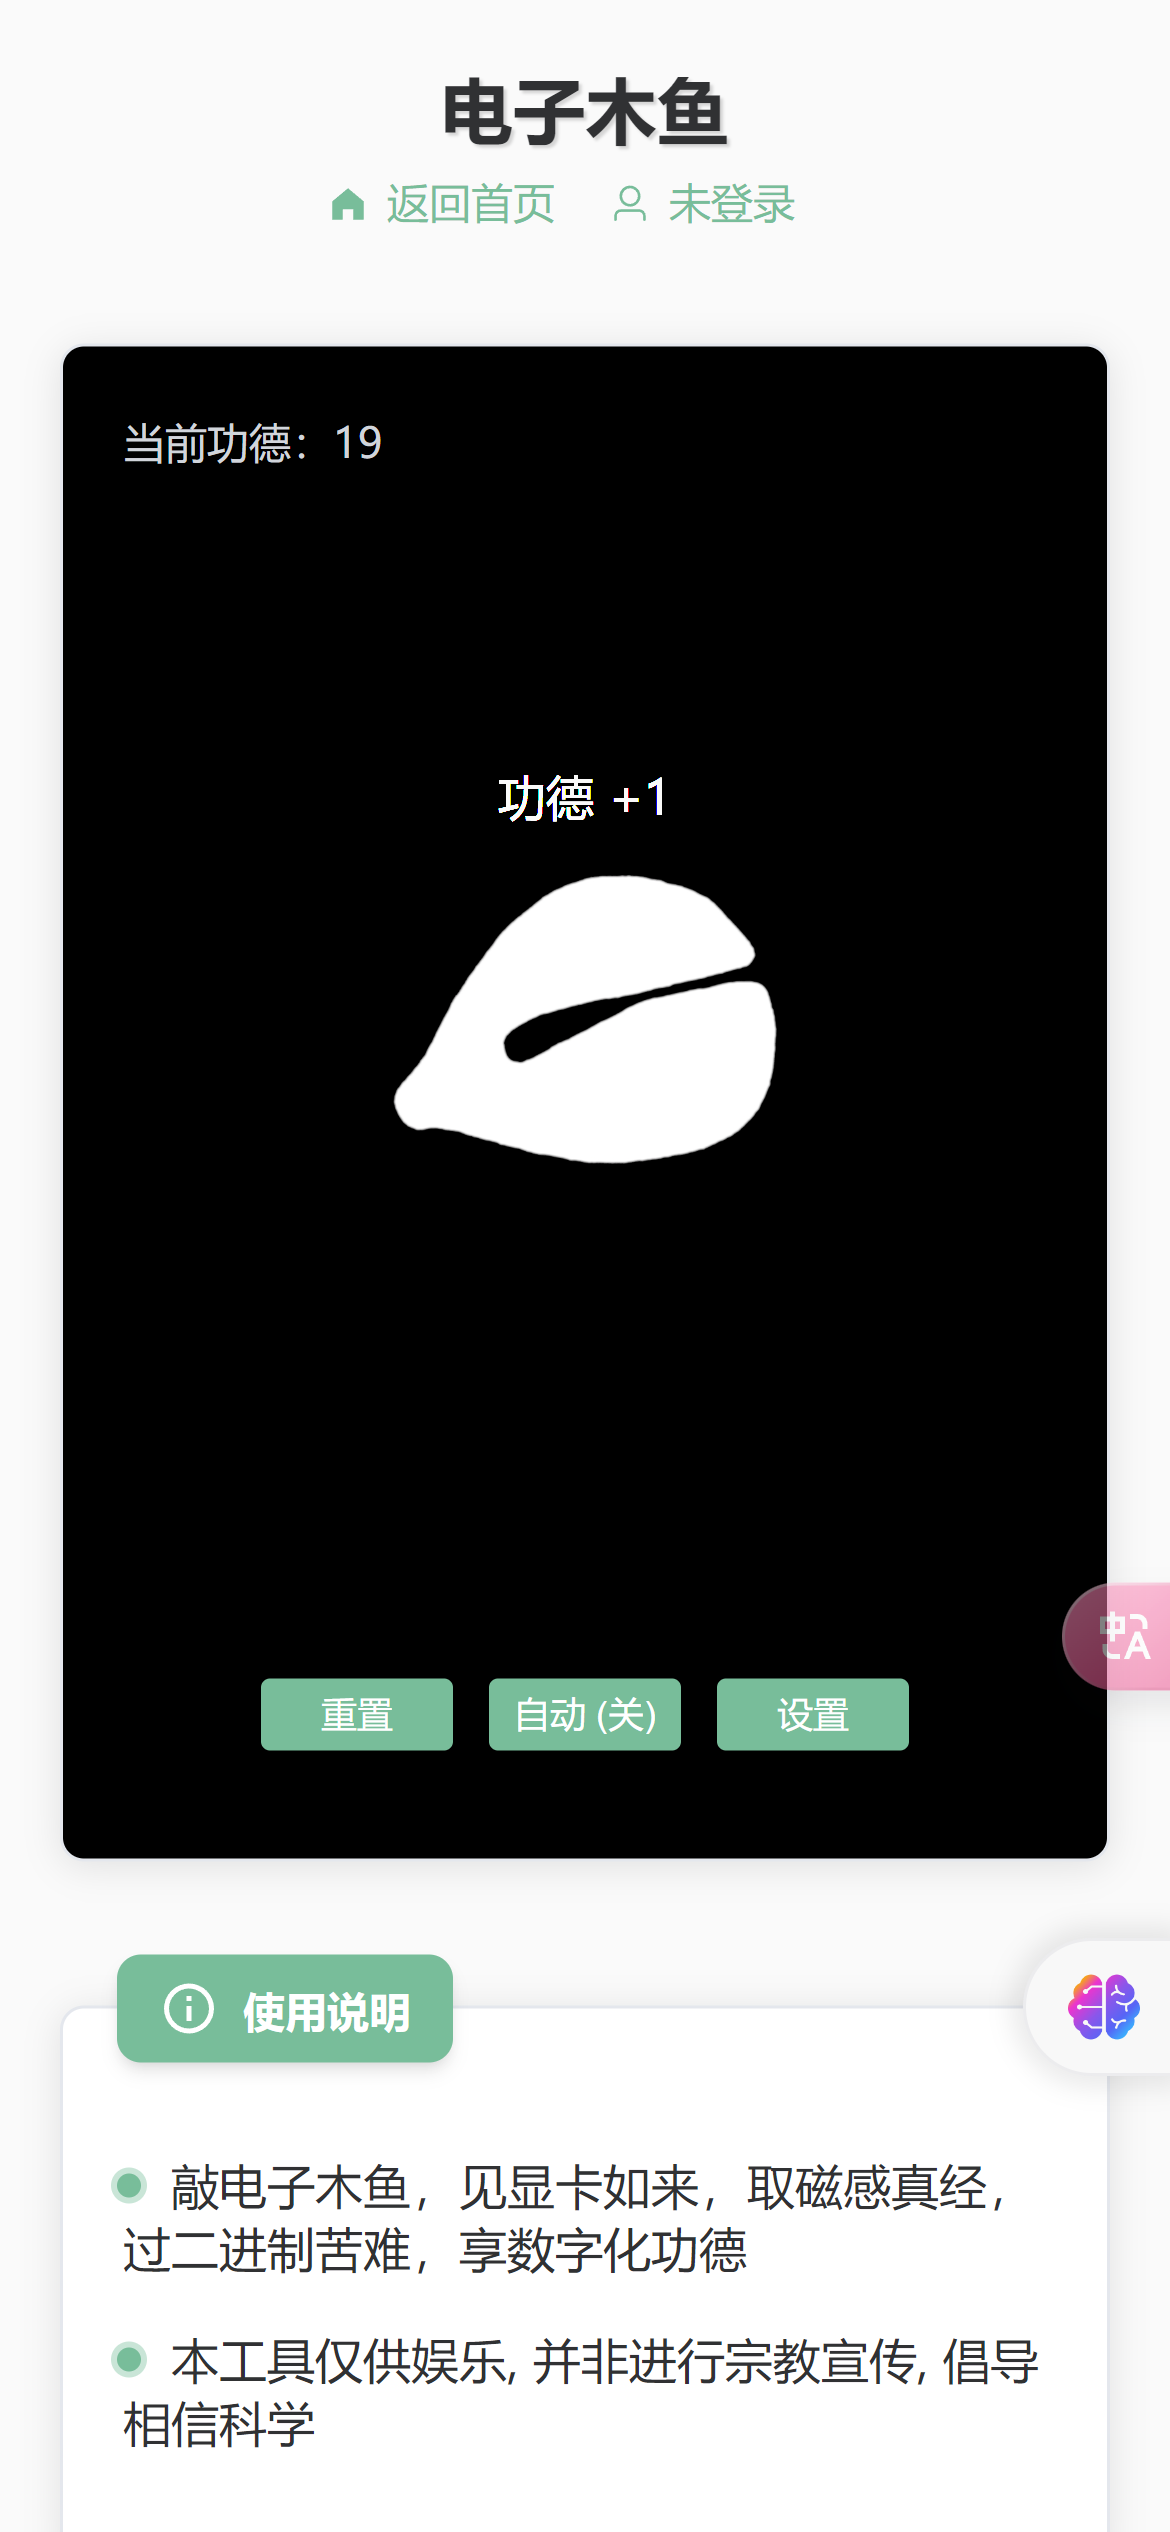 电子木鱼
返回首页 未登录
当前功德：19
功德 +1
重置 自动 (关) 设置
中A
使用说明
敲电子木鱼，见显卡如来，取磁感真经，
过二进制苦难，享数字化功德
本工具仅供娱乐, 并非进行宗教宣传, 倡导
相信科学